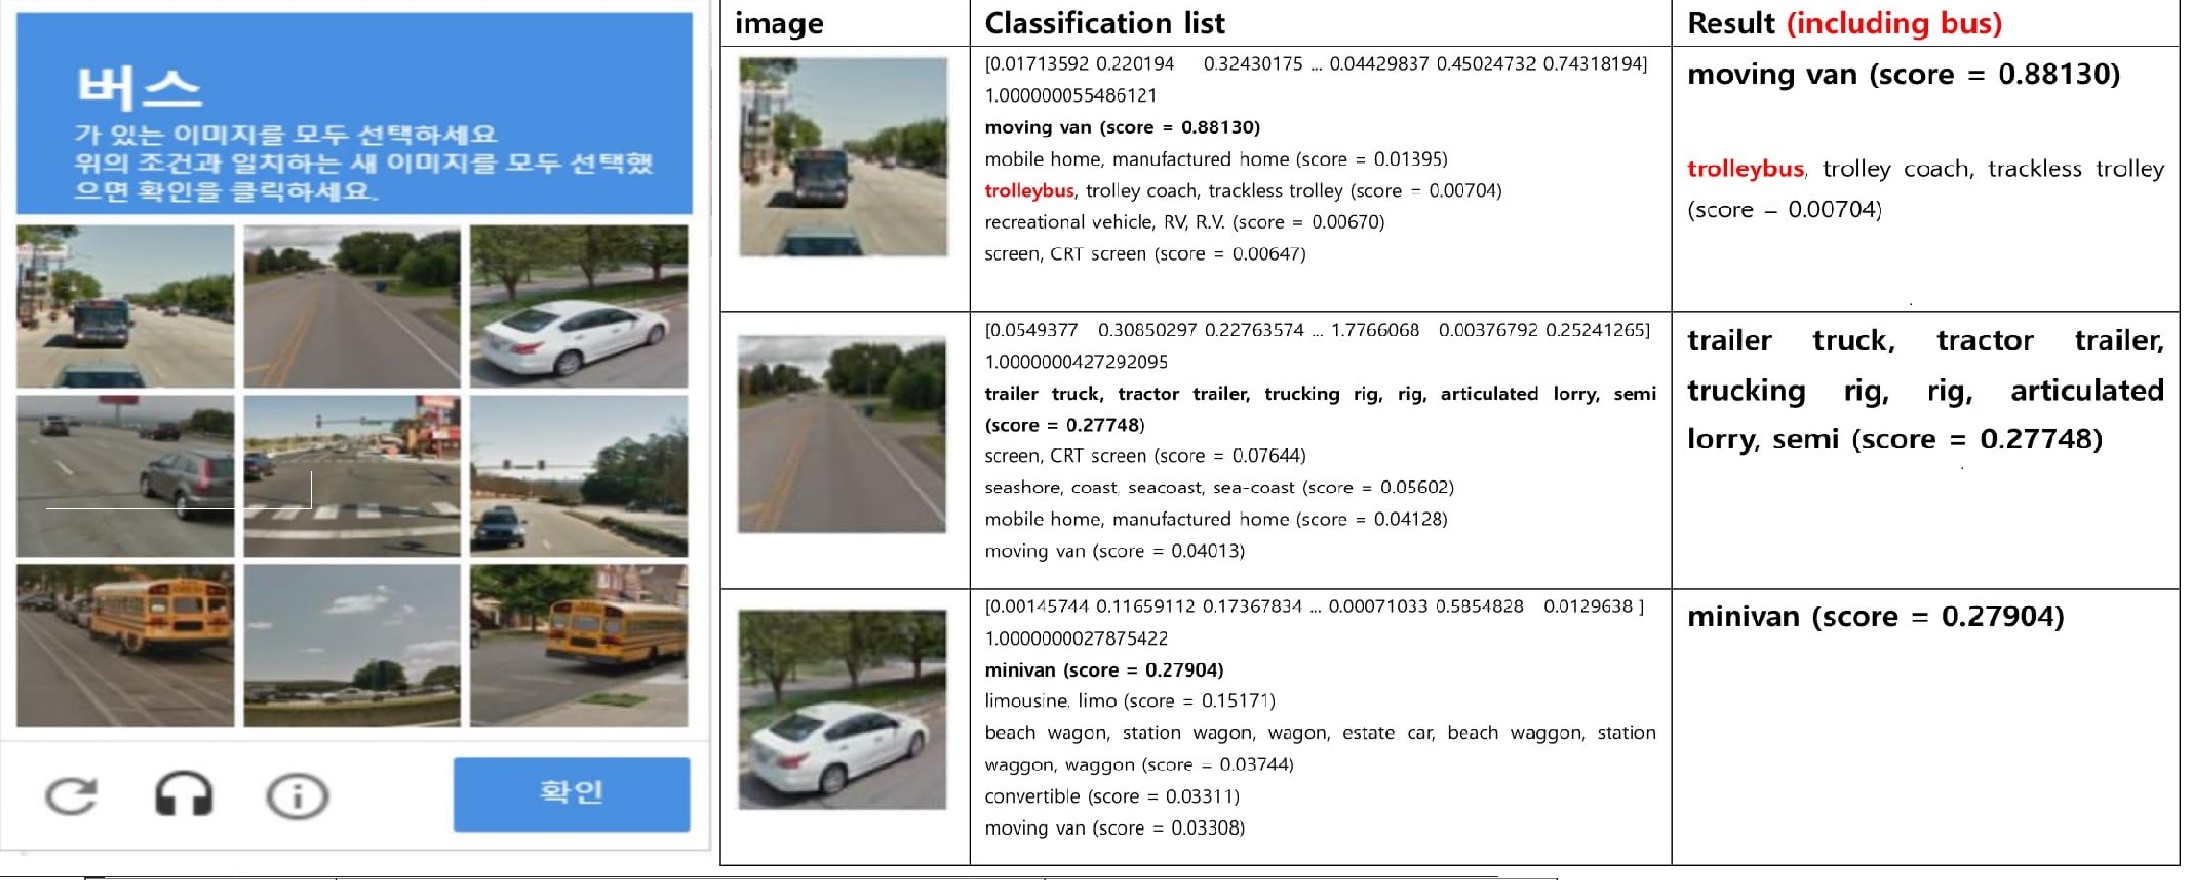 버스
가 있는 이미지를 모두 선택하세요
위의 조건과 일치하는 새 이미지를 모두 선택했
으면 확인을 클릭하세요.
확인
image
Classification list
Result (including bus)
[0.01713592 0.220194 0.32430175 ... 0.04429837 0.45024732 0.74318194]
1.000000055486121
moving van (score = 0.88130)
mobile home, manufactured home (score = 0.01395)
trolleybus, trolley coach, trackless trolley (score = 0.00704)
recreational vehicle, RV, R.V. (score = 0.00670)
screen, CRT screen (score = 0.00647)
moving van (score = 0.88130)
trolleybus, trolley coach, trackless trolley
(score = 0.00704)
[0.0549377 0.30850297 0.22763574 ... 1.7766068 0.00376792 0.25241265]
1.0000000427292095
trailer truck, tractor trailer, trucking rig, rig, articulated lorry, semi
(score = 0.27748)
screen, CRT screen (score = 0.07644)
seashore, coast, seacoast, sea-coast (score = 0.05602)
mobile home, manufactured home (score = 0.04128)
moving van (score = 0.04013)
trailer truck, tractor trailer,
trucking rig, rig, articulated
lorry, semi (score = 0.27748)
[0.00145744 0.11659112 0.17367834 ... 0.00071033 0.5854828 0.0129638 ]
1.0000000027875422
minivan (score = 0.27904)
limousine, limo (score = 0.15171)
beach wagon, station wagon, wagon, estate car, beach waggon, station
waggon, waggon (score = 0.03744)
convertible (score = 0.03311)
moving van (score = 0.03308)
minivan (score = 0.27904)